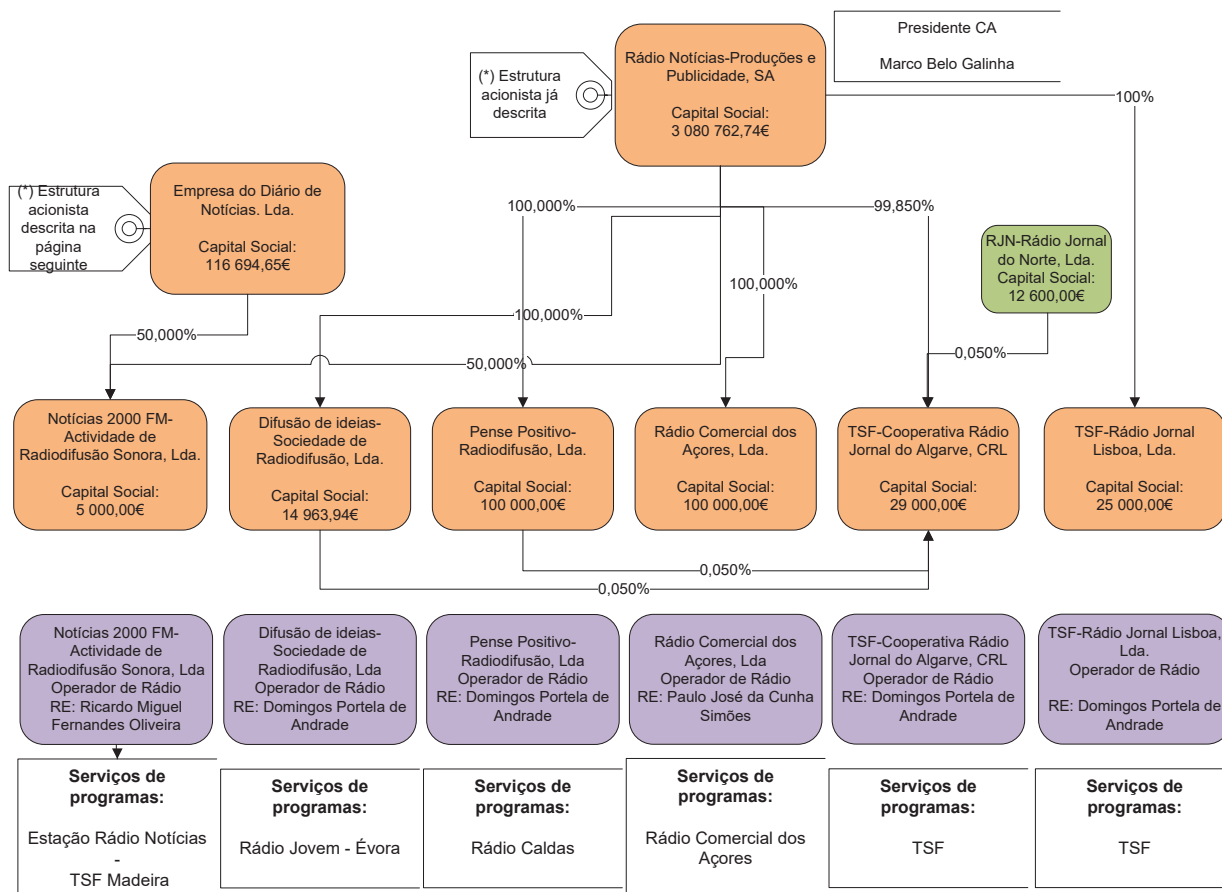 Presidente CA
Marco Belo Galinha
(*) Estrutura
acionista já
descrita
Rádio Notícias-Produções e
Publicidade, SA
Capital Social:
3 080 762,74€
100%
(*) Estrutura
acionista
descrita na
página
seguinte
Empresa do Diário de
Notícias. Lda.
Capital Social:
116 694,65€
100,000%
99,850%
RJN-Rádio Jornal
do Norte, Lda.
Capital Social:
12 600,00€
100,000%
100,000%
50,000%
50,000%
0,050%
Notícias 2000 FM-
Actividade de
Radiodifusão Sonora, Lda.
Capital Social:
5 000,00€
Difusão de ideias-
Sociedade de
Radiodifusão, Lda.
Capital Social:
14 963,94€
Pense Positivo-
Radiodifusão, Lda.
Capital Social:
100 000,00€
Rádio Comercial dos
Açores, Lda.
Capital Social:
100 000,00€
TSF-Cooperativa Rádio
Jornal do Algarve, CRL
Capital Social:
29 000,00€
TSF-Rádio Jornal
Lisboa, Lda.
Capital Social:
25 000,00€
0,050%
0,050%
Notícias 2000 FM-
Actividade de
Radiodifusão Sonora, Lda
Operador de Rádio
RE: Ricardo Miguel
Fernandes Oliveira
Difusão de ideias-
Sociedade de
Radiodifusão, Lda
Operador de Rádio
RE: Domingos Portela de
Andrade
Pense Positivo-
Radiodifusão, Lda
Operador de Rádio
RE: Domingos Portela de
Andrade
Rádio Comercial dos
Açores, Lda
Operador de Rádio
RE: Paulo José da Cunha
Simões
TSF-Cooperativa Rádio
Jornal do Algarve, CRL
Operador de Rádio
RE: Domingos Portela de
Andrade
TSF-Rádio Jornal Lisboa,
Lda.
Operador de Rádio
RE: Domingos Portela de
Andrade
Serviços de
programas:
Estação Rádio Notícias
-
TSF Madeira
Serviços de
programas:
Rádio Jovem - Évora
Serviços de
programas:
Rádio Caldas
Serviços de
programas:
Rádio Comercial dos
Açores
Serviços de
programas:
TSF
Serviços de
programas:
TSF